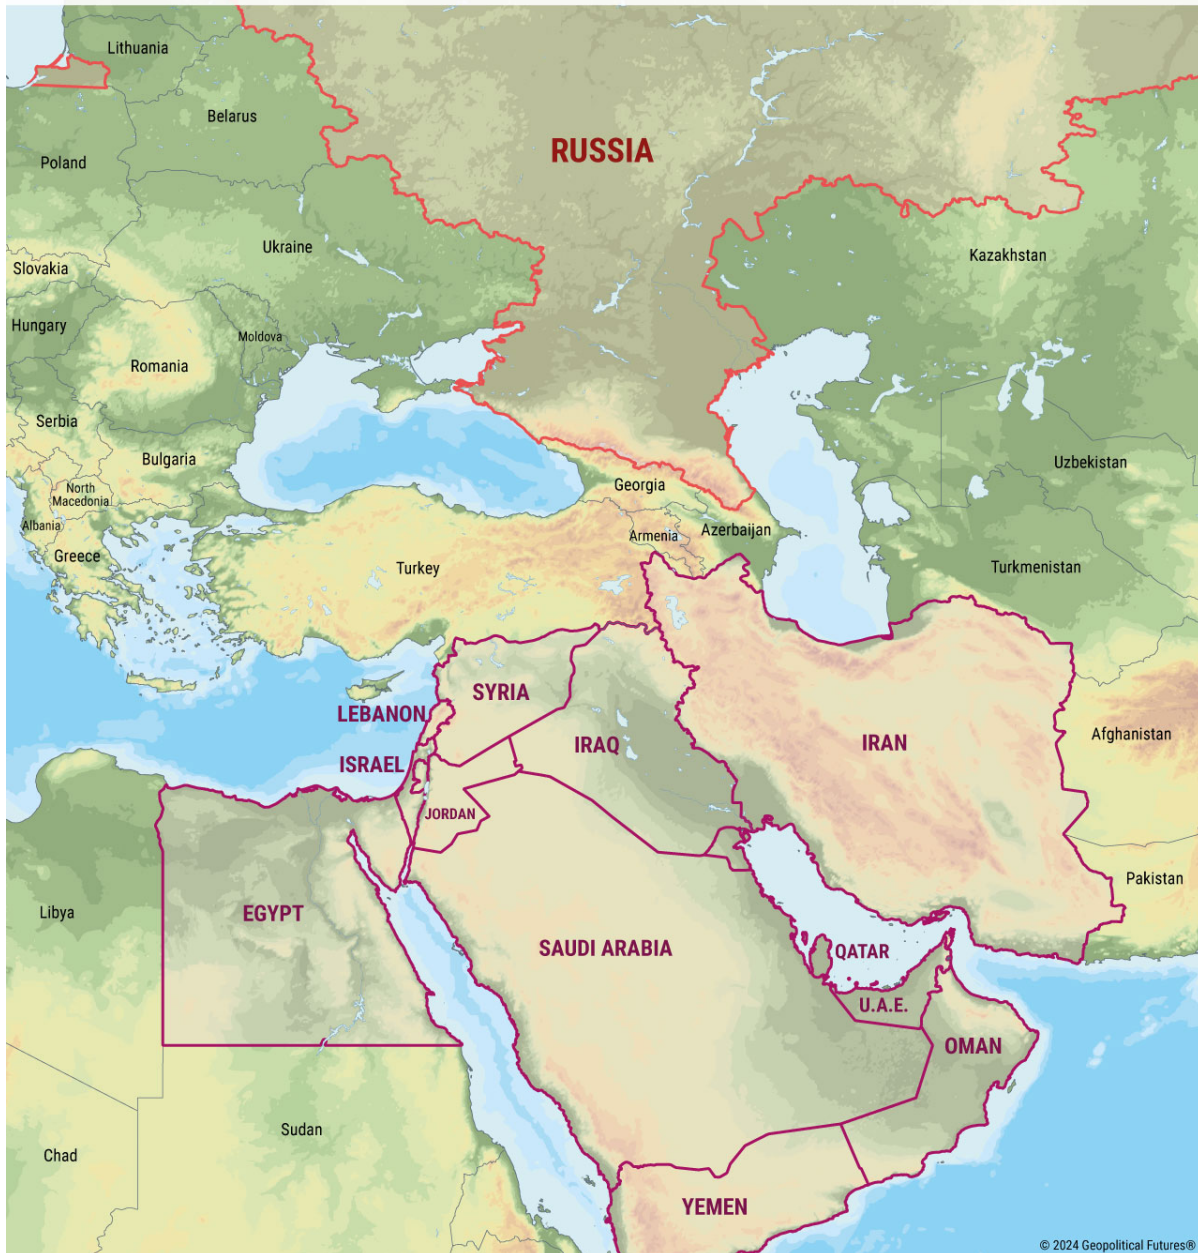 Lithuania
Belarus
RUSSIA
Poland
Ukraine
Kazakhstan
Slovakia
Hungary
Moldova
Romania
Serbia
Bulgaria
Uzbekistan
Georgia
North
Macedonia
Albania
Azerbaijan
Armenia
Greece
Turkey
Turkmenistan
SYRIA
LEBANON
IRAQ
IRAN
Afghanistan
ISRAEL
JORDAN
Pakistan
Libya
EGYPT
SAUDI ARABIA
QATAR
U.A.E.
OMAN
Sudan
Chad
YEMEN
© 2024 Geopolitical Futures®